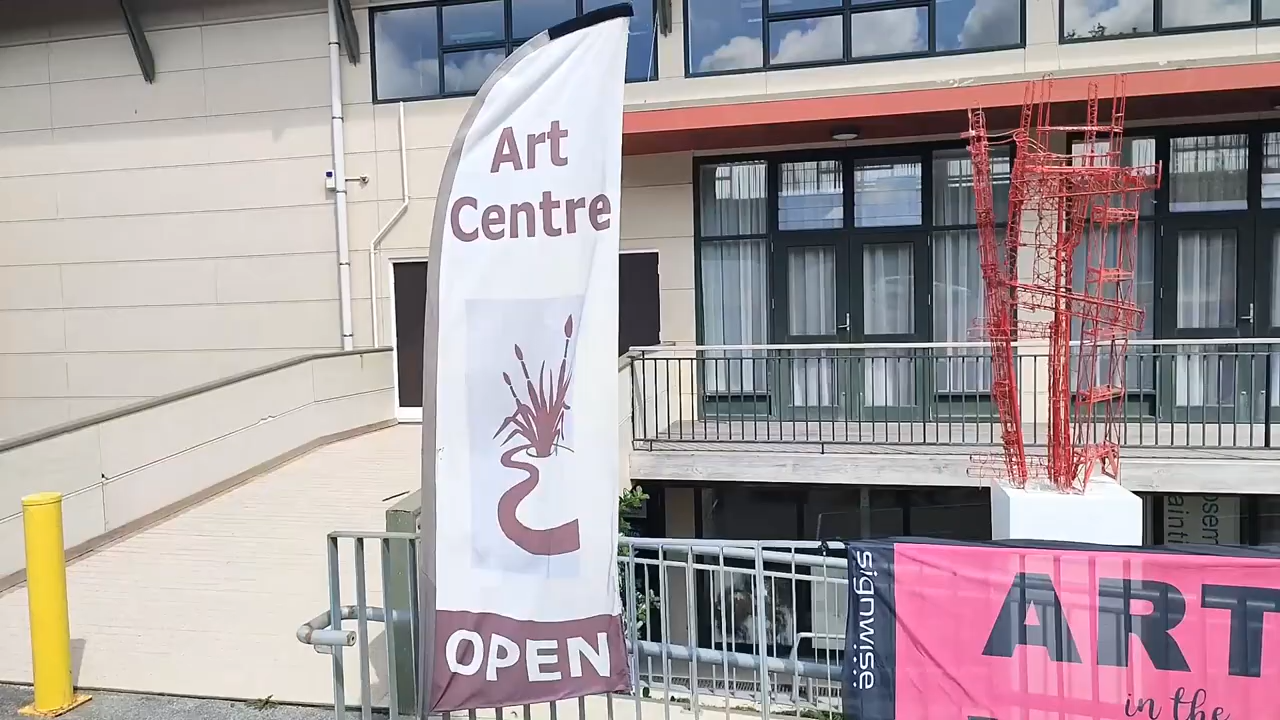 Art
Centre
OPEN
signwise
ART
in the